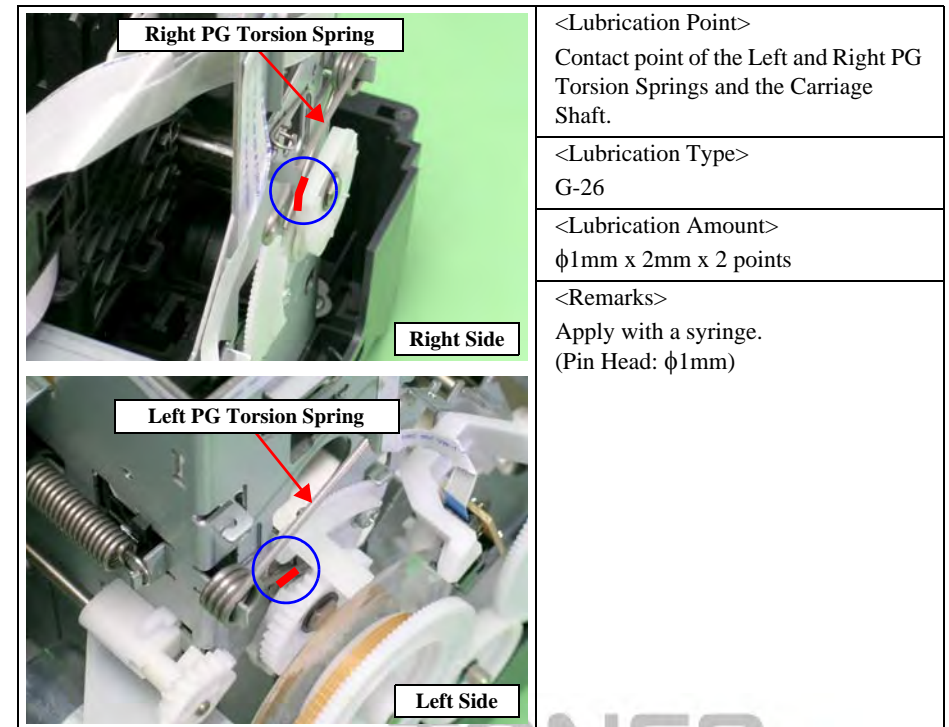 Right PG Torsion Spring
Right Side
Left PG Torsion Spring
Left Side
<Lubrication Point>
Contact point of the Left and Right PG
Torsion Springs and the Carriage
Shaft.
<Lubrication Type>
G-26
<Lubrication Amount>
ϕ1mm x 2mm x 2 points
<Remarks>
Apply with a syringe.
(Pin Head: ϕ1mm)